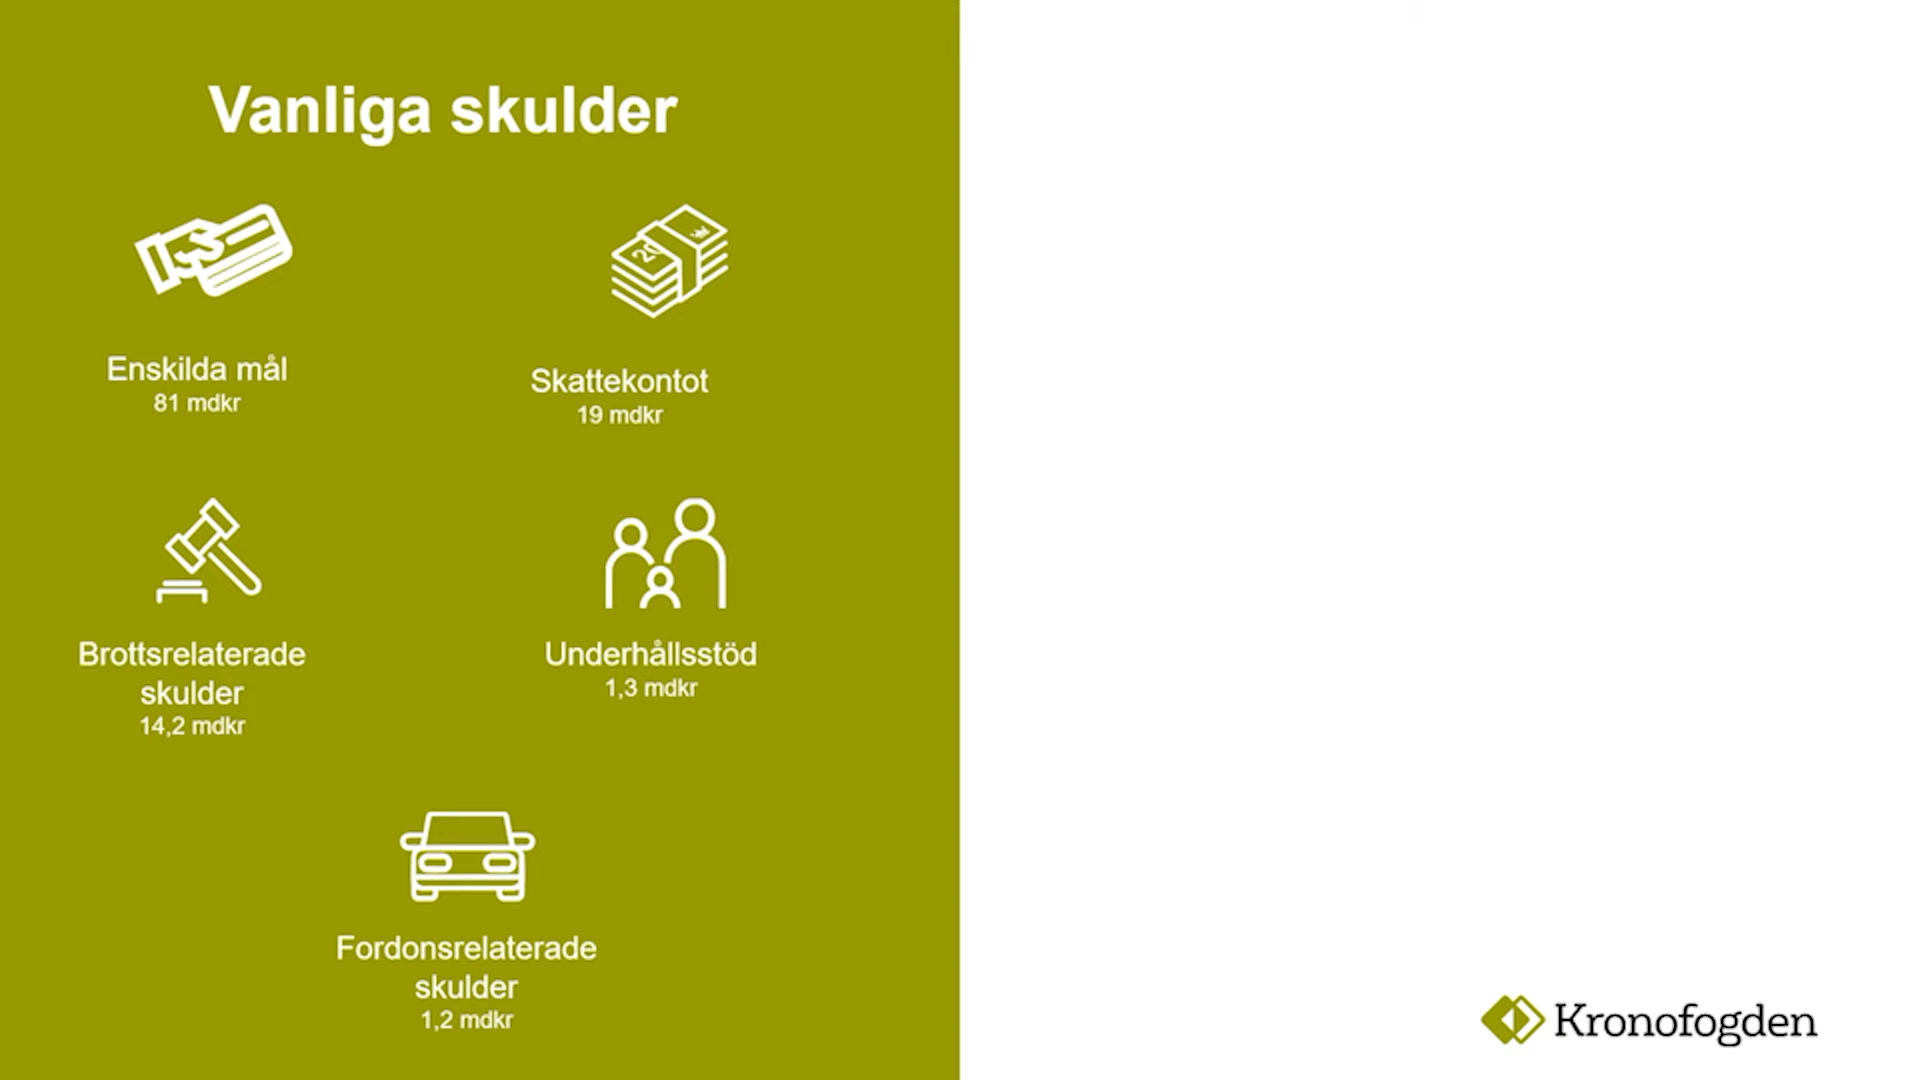 Vanliga skulder
20
Enskilda mål
81 mdkr
Skattekontot
19 mdkr
Brottsrelaterade
skulder
14,2 mdkr
Underhållsstöd
1,3 mdkr
Fordonsrelaterade
skulder
1,2 mdkr
Kronofogden